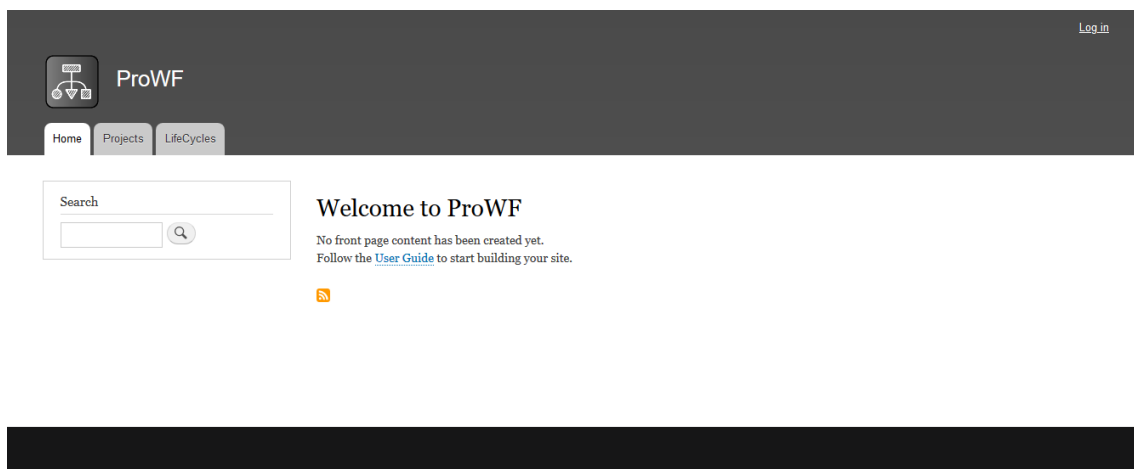 Log in
ProWF
Home Projects LifeCycles
Search
Welcome to ProWF
No front page content has been created yet.
Follow the User Guide to start building your site.